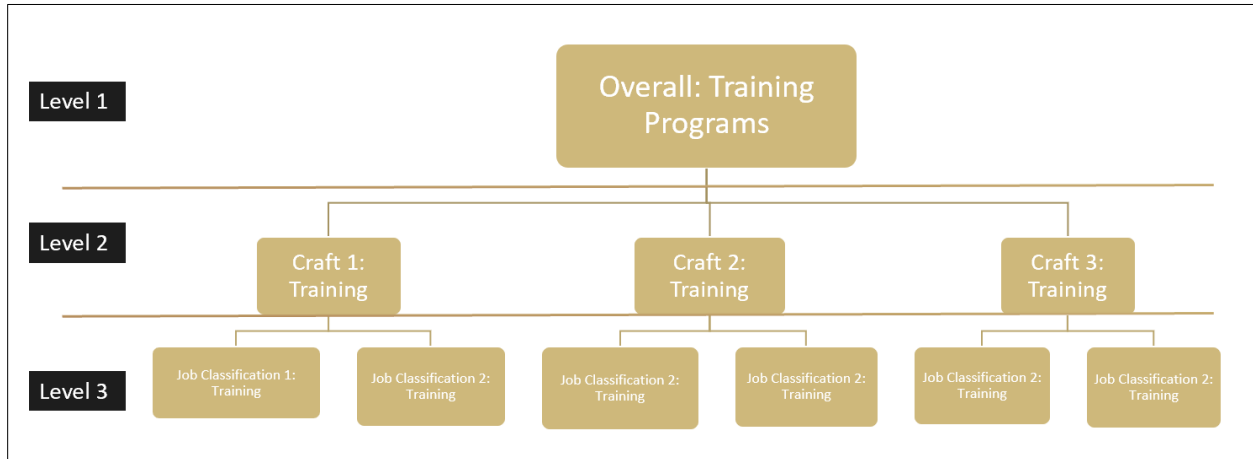 Level 1
Overall: Training
Programs
Level 2
Craft 1:
Training
Craft 2:
Training
Craft 3:
Training
Level 3
Job Classification 1:
Training
Job Classification 2:
Training
Job Classification 2:
Training
Job Classification 2:
Training
Job Classification 2:
Training
Job Classification 2:
Training